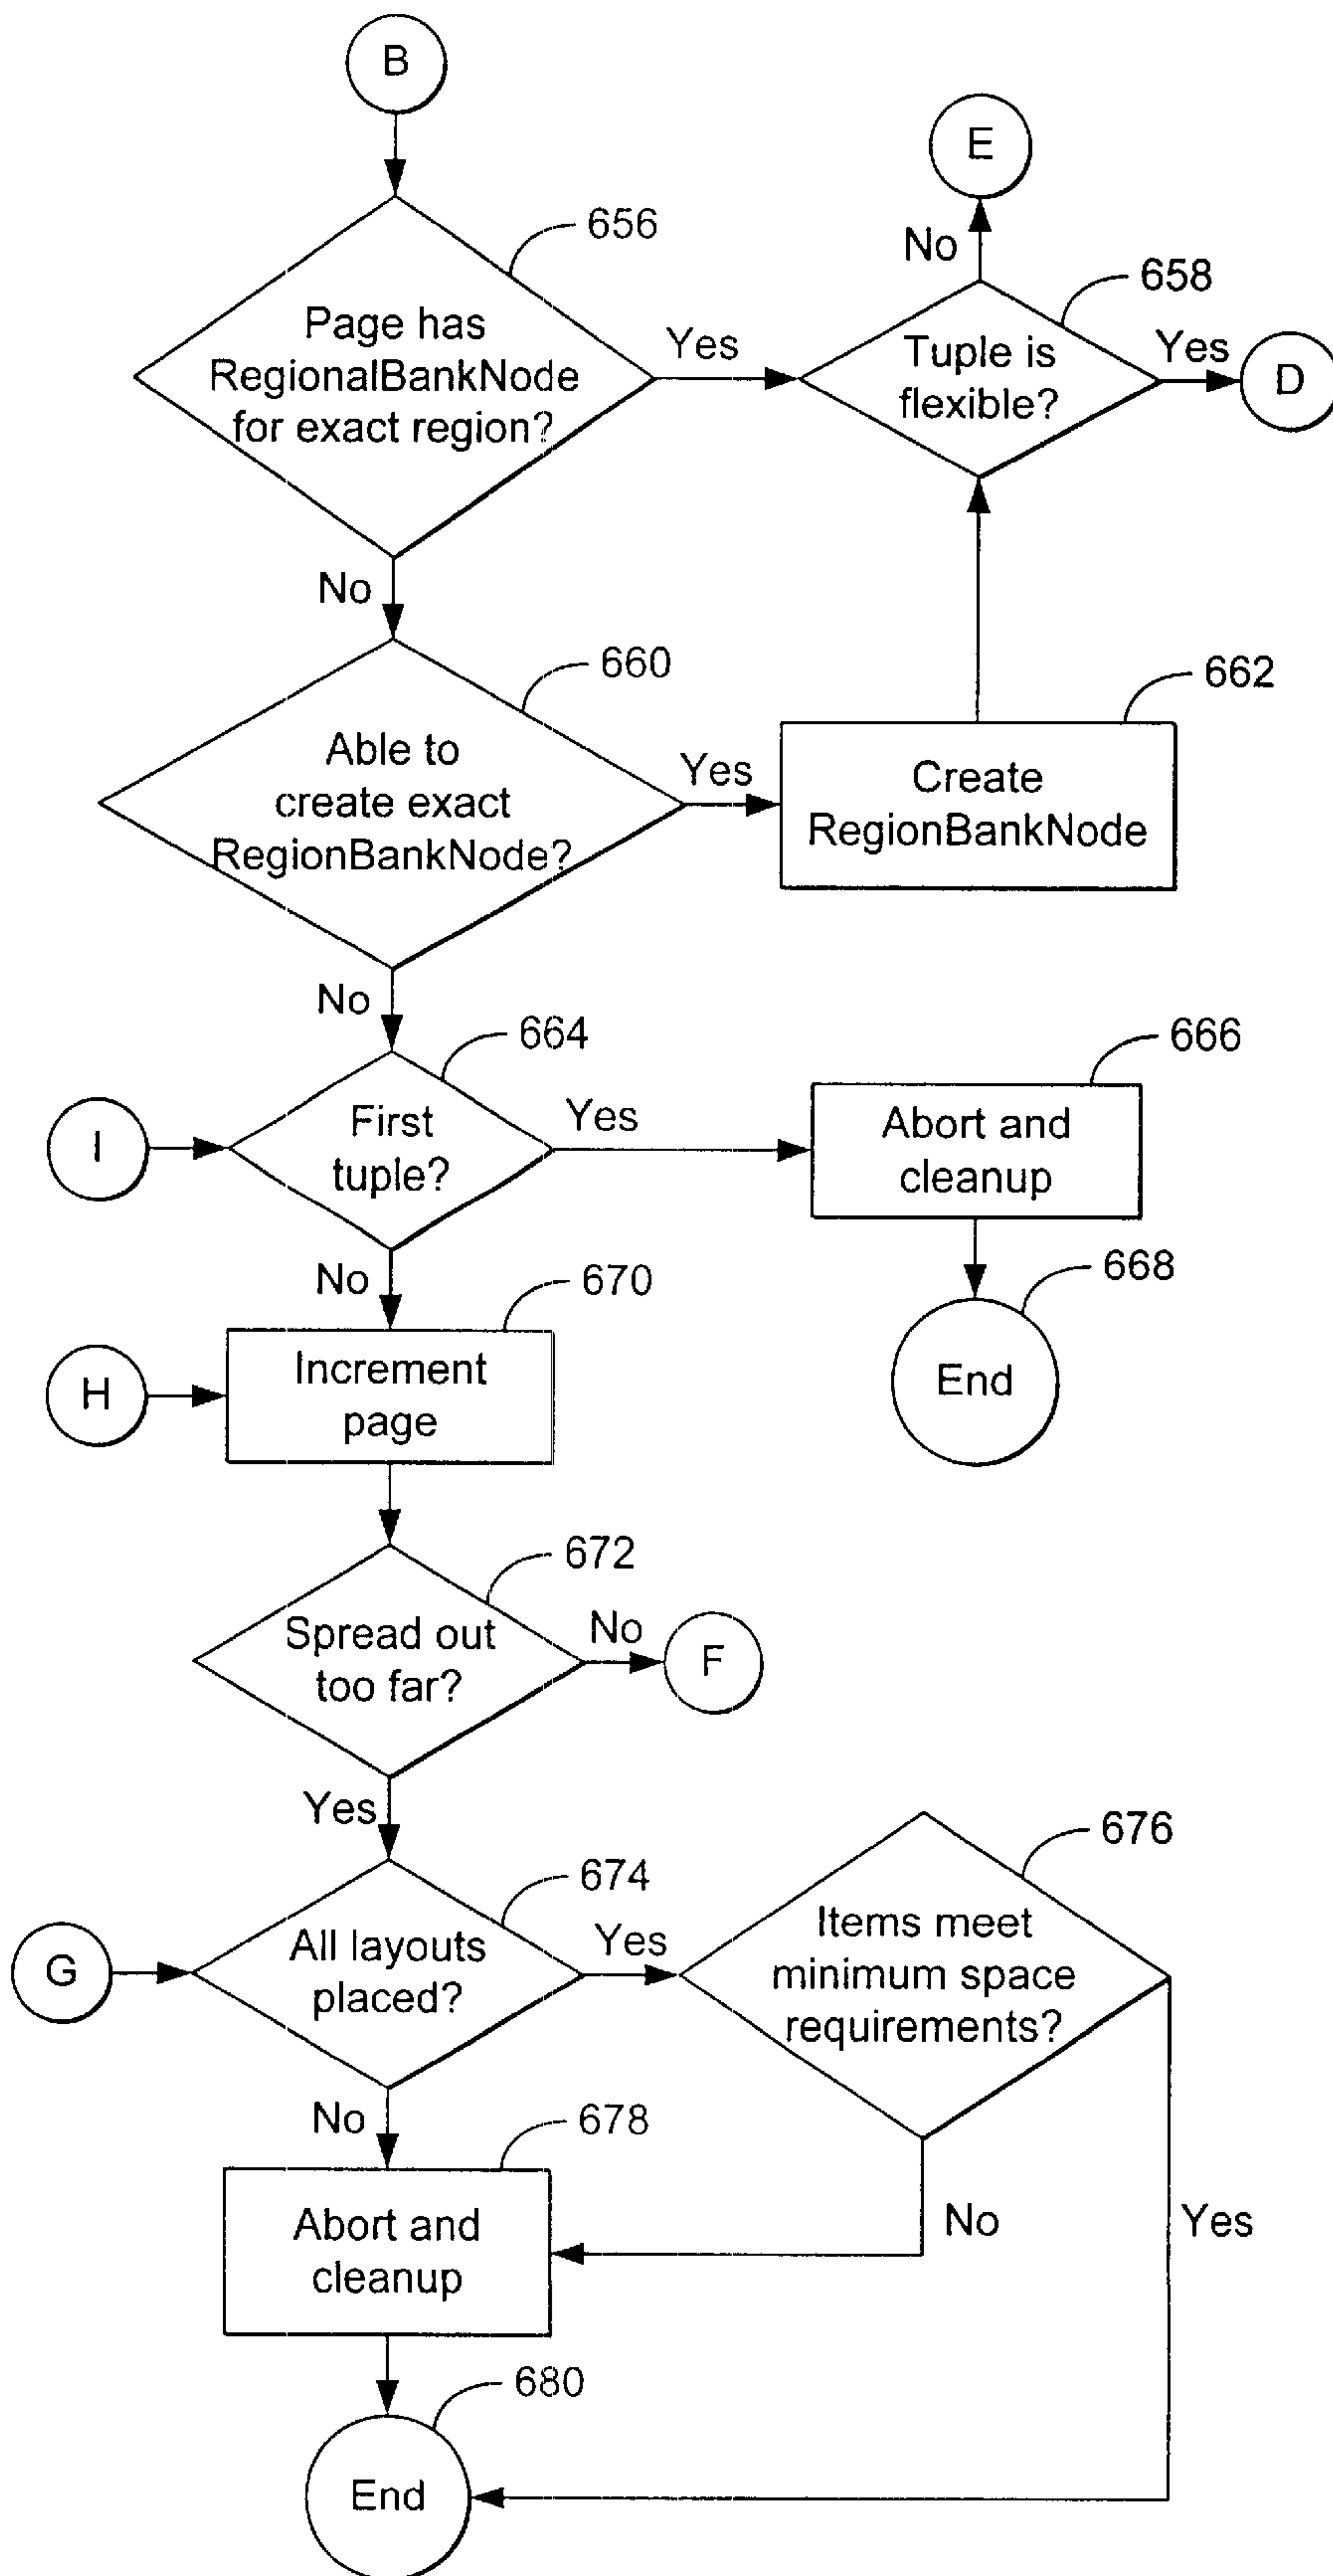 B
E
656
No
658
Page has
RegionalBankNode
for exact region?
Yes
Tuple is
flexible?
Yes
D
No
660
662
Able to
create exact
RegionBankNode?
Yes
Create
RegionBankNode
No
664
666
I
First
tuple?
Yes
Abort and
cleanup
No
670
668
H
Increment
page
End
672
Spread out
too far?
No
F
Yes
674
676
G
All layouts
placed?
Yes
Items meet
minimum space
requirements?
No
678
Abort and
cleanup
No
Yes
680
End